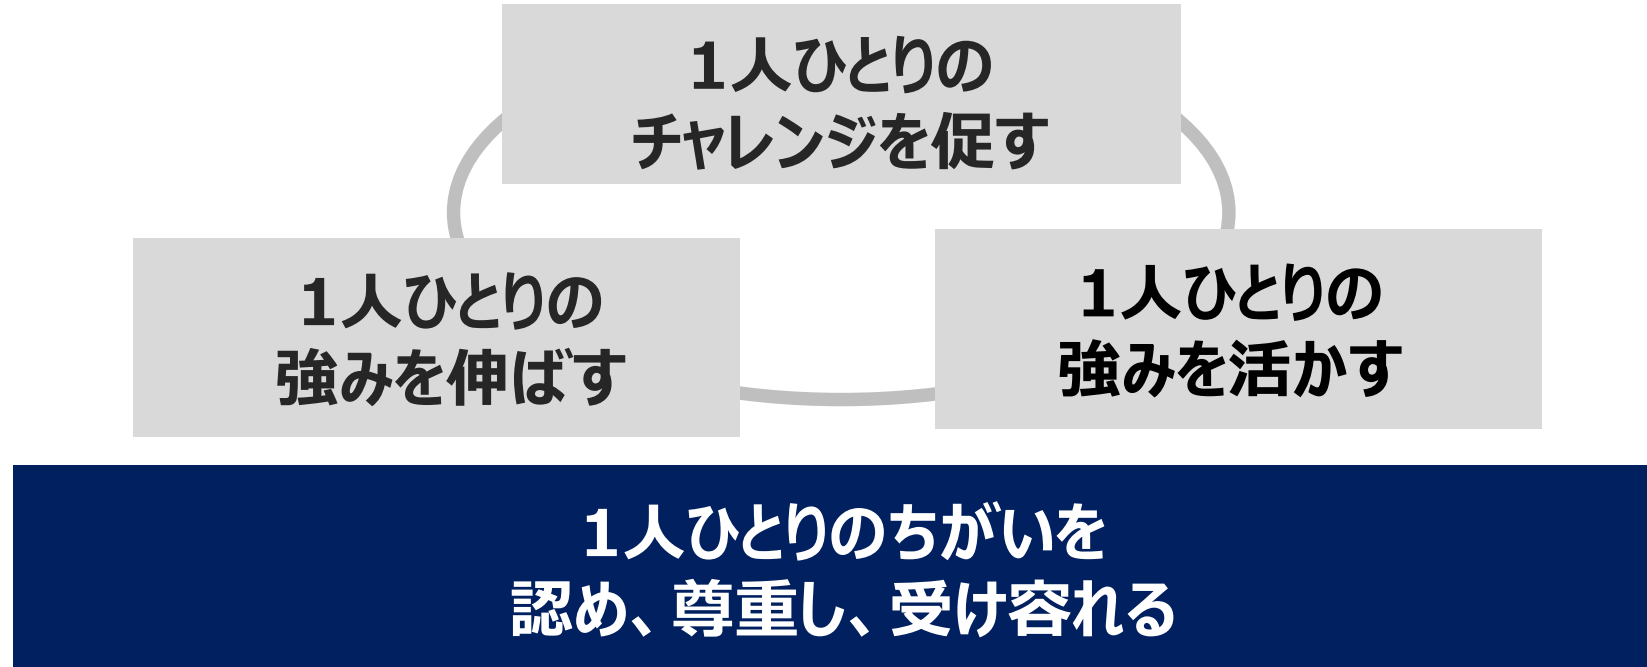 1人ひとりの
チャレンジを促す
1人ひとりの
強みを伸ばす
1人ひとりの
強みを活かす
1人ひとりのちがいを
認め、尊重し、受け容れる